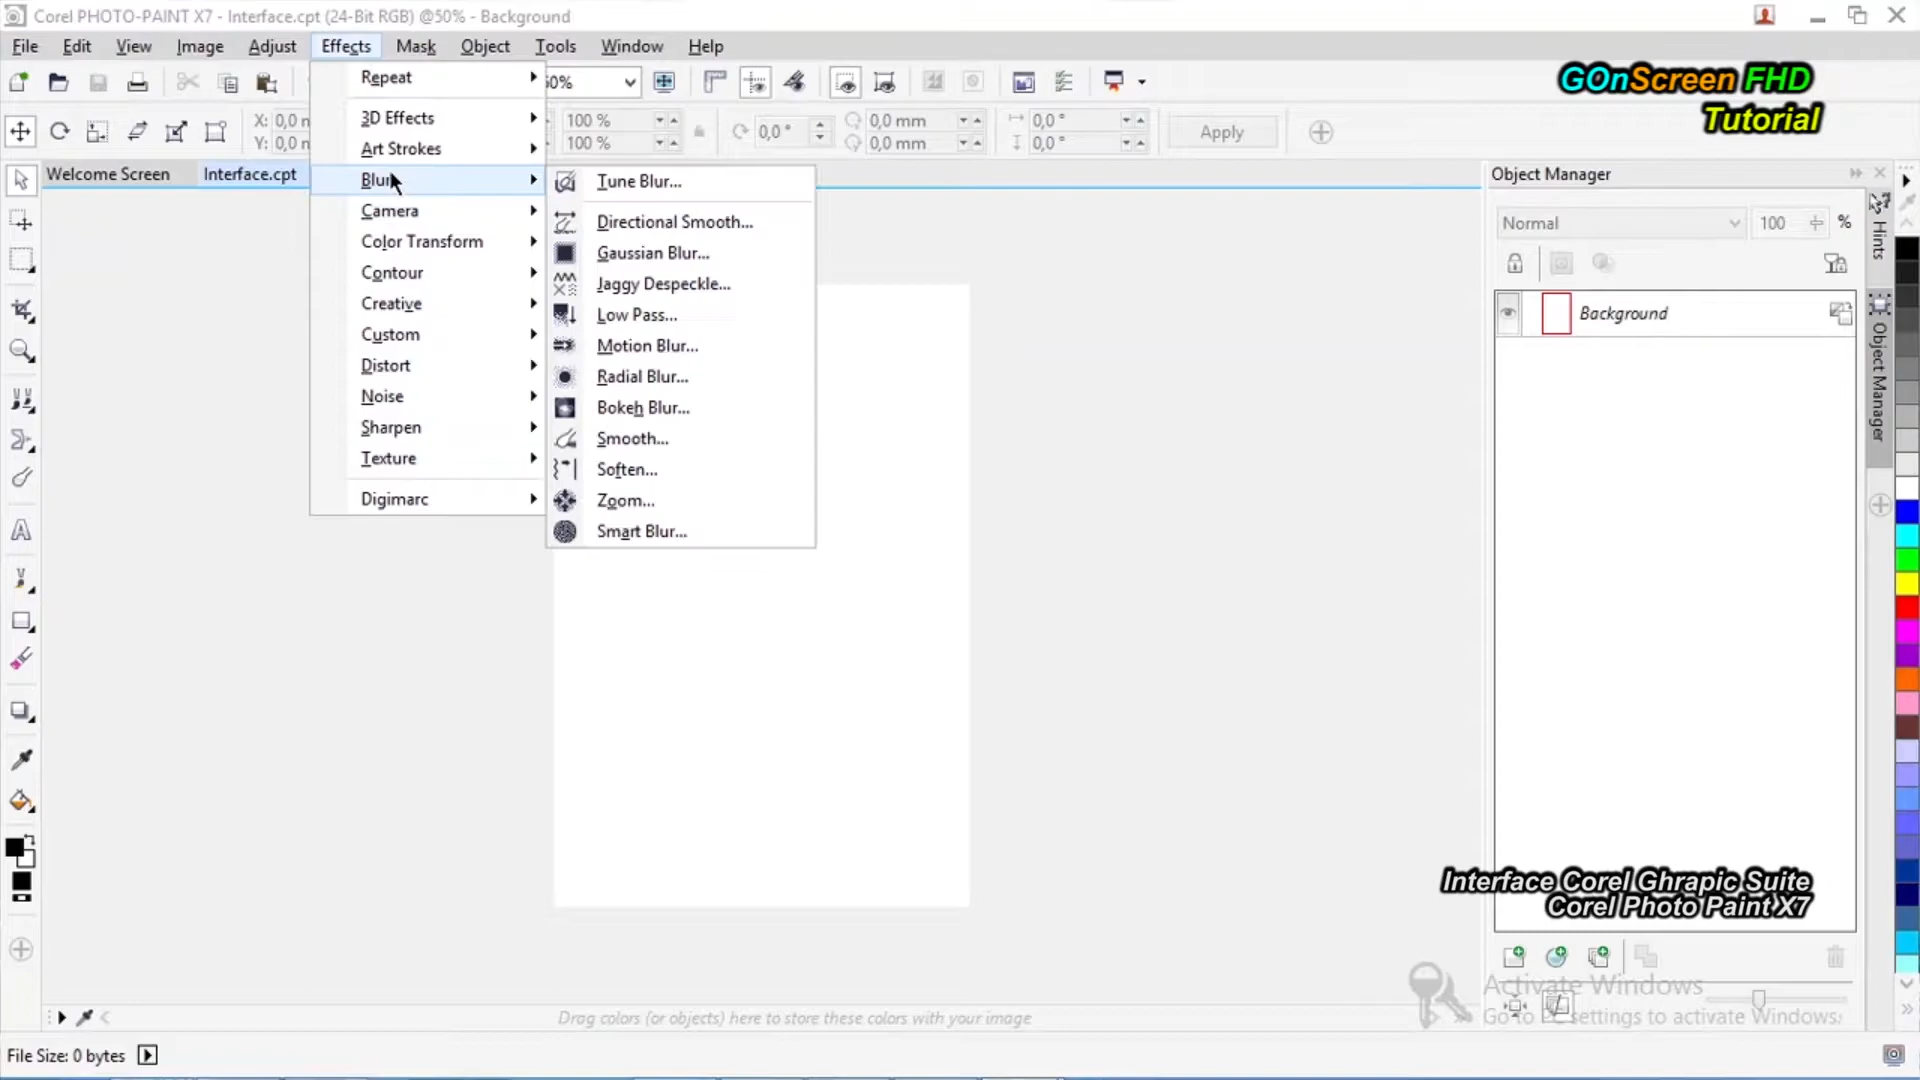 Corel PHOTO-PAINT X7 - Interface.cpt (24-Bit RGB) @50% - Background
File Edit View Image Adjust Effects Mask Object Tools Window Help
GOnScreen FHD
Tutorial
X: 0,0 m 100 % 0,0 ° 0,0 mm 0,0 ° Apply
Y: 0,0 m 100 % 0,0 mm 0,0 °
Welcome Screen Interface.cpt
Repeat
3D Effects
Art Strokes
Blur
Camera
Color Transform
Contour
Creative
Custom
Distort
Noise
Sharpen
Texture
Digimarc
Tune Blur...
Directional Smooth...
Gaussian Blur...
Jaggy Despeckle...
Low Pass...
Motion Blur...
Radial Blur...
Bokeh Blur...
Smooth...
Soften...
Zoom...
Smart Blur...
Object Manager
Normal 100 %
Background
Hints
Object Manager
Interface Corel Ghrapic Suite
Corel Photo Paint X7
Activate Windows
Go to PC settings to activate Windows.
Drag colors (or objects) here to store these colors with your image
File Size: 0 bytes